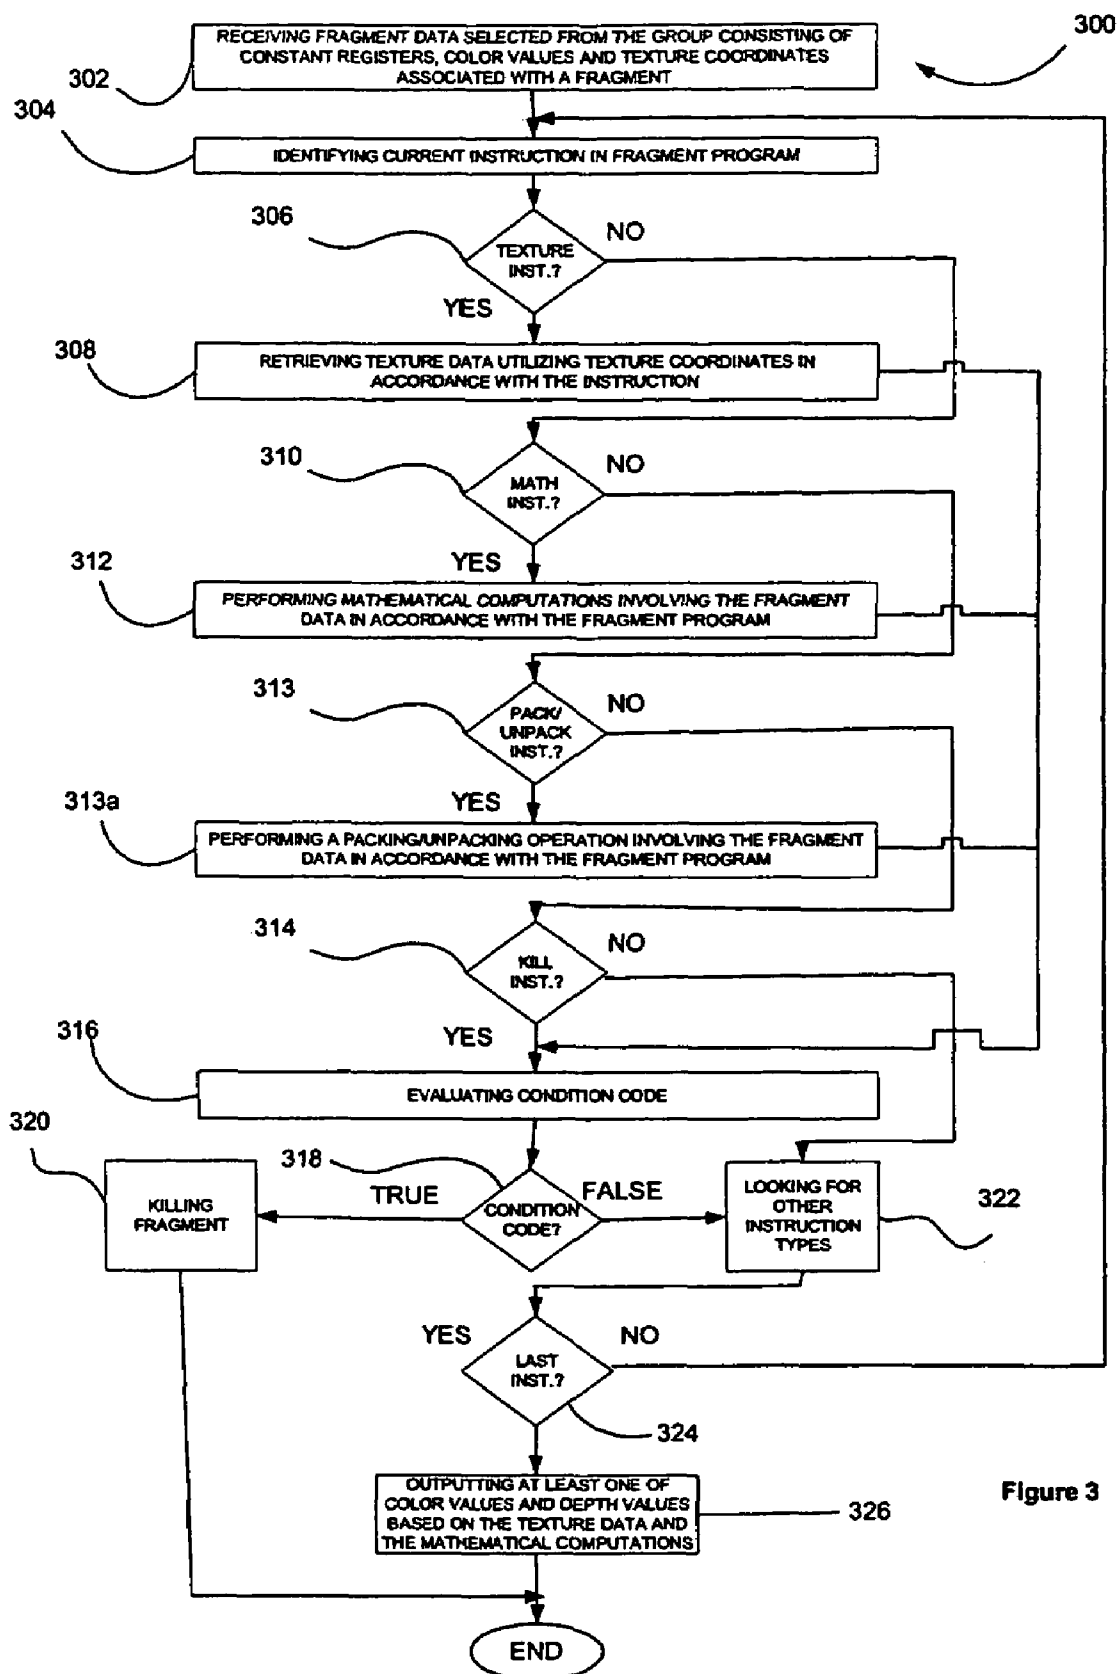 300
RECEIVING FRAGMENT DATA SELECTED FROM THE GROUP CONSISTING OF
CONSTANT REGISTERS, COLOR VALUES AND TEXTURE COORDINATES
ASSOCIATED WITH A FRAGMENT
302
304
IDENTIFYING CURRENT INSTRUCTION IN FRAGMENT PROGRAM
306
NO
TEXTURE
INST.?
YES
308
RETRIEVING TEXTURE DATA UTILIZING TEXTURE COORDINATES IN
ACCORDANCE WITH THE INSTRUCTION
310
NO
MATH
INST.?
YES
312
PERFORMING MATHEMATICAL COMPUTATIONS INVOLVING THE FRAGMENT
DATA IN ACCORDANCE WITH THE FRAGMENT PROGRAM
313
NO
PACK/
UNPACK
INST.?
YES
313a
PERFORMING A PACKING/UNPACKING OPERATION INVOLVING THE FRAGMENT
DATA IN ACCORDANCE WITH THE FRAGMENT PROGRAM
314
NO
KILL
INST.?
YES
316
EVALUATING CONDITION CODE
320
318
KILLING
FRAGMENT
TRUE
CONDITION
CODE?
FALSE
LOOKING FOR
OTHER
INSTRUCTION
TYPES
322
YES
NO
LAST
INST.?
324
OUTPUTTING AT LEAST ONE OF
COLOR VALUES AND DEPTH VALUES
BASED ON THE TEXTURE DATA AND
THE MATHEMATICAL COMPUTATIONS
326
Figure 3
END